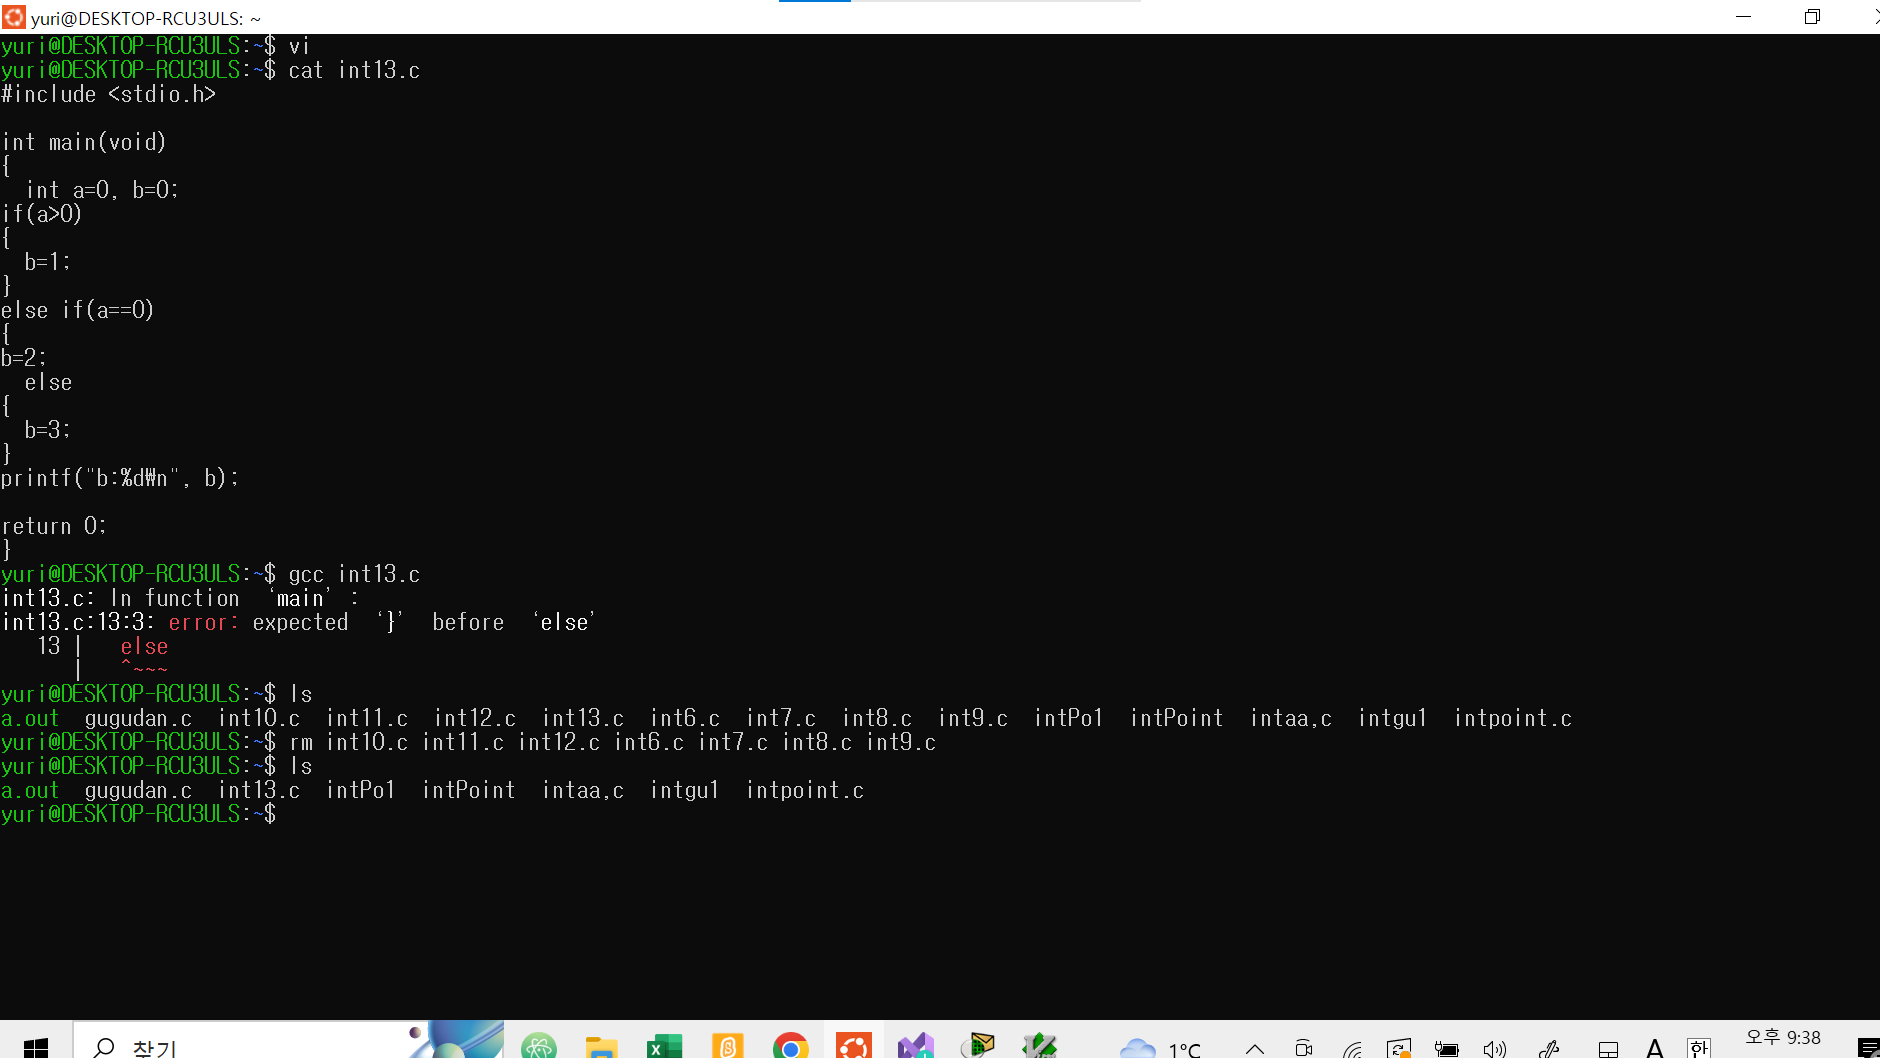 yuri@DESKTOP-RCU3ULS: ~
yuri@DESKTOP-RCU3ULS:~$ vi
yuri@DESKTOP-RCU3ULS:~$ cat int13.c
#include <stdio.h>
int main(void)
{
  int a=0, b=0;
if(a>0)
{
  b=1;
}
else if(a==0)
{
b=2;
  else
{
  b=3;
}
printf("b:%d₩n", b);
return 0;
}
yuri@DESKTOP-RCU3ULS:~$ gcc int13.c
int13.c: In function ‘main’:
int13.c:13:3: error: expected ‘}’ before ‘else’
   13 |   else
      |   ^~~~
yuri@DESKTOP-RCU3ULS:~$ ls
a.out  gugudan.c  int10.c  int11.c  int12.c  int13.c  int6.c  int7.c  int8.c  int9.c  intPo1  intPoint  intaa,c  intgu1  intpoint.c
yuri@DESKTOP-RCU3ULS:~$ rm int10.c int11.c int12.c int6.c int7.c int8.c int9.c
yuri@DESKTOP-RCU3ULS:~$ ls
a.out  gugudan.c  int13.c  intPo1  intPoint  intaa,c  intgu1  intpoint.c
yuri@DESKTOP-RCU3ULS:~$
찾기
1°C
A
하
오후 9:38